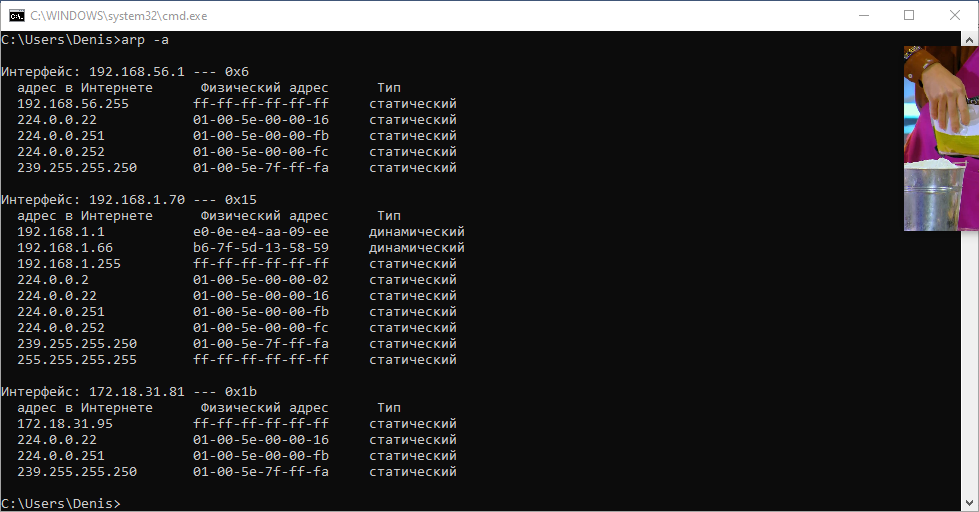 C:\WINDOWS\system32\cmd.exe
C:\Users\Denis>arp -a
Интерфейс: 192.168.56.1 --- 0x6
адрес в Интернете Физический адрес Тип
192.168.56.255 ff-ff-ff-ff-ff-ff статический
224.0.0.22 01-00-5e-00-00-16 статический
224.0.0.251 01-00-5e-00-00-fb статический
224.0.0.252 01-00-5e-00-00-fc статический
239.255.255.250 01-00-5e-7f-ff-fa статический
Интерфейс: 192.168.1.70 --- 0x15
адрес в Интернете Физический адрес Тип
192.168.1.1 e0-0e-e4-aa-09-ee динамический
192.168.1.66 b6-7f-5d-13-58-59 динамический
192.168.1.255 ff-ff-ff-ff-ff-ff статический
224.0.0.2 01-00-5e-00-00-02 статический
224.0.0.22 01-00-5e-00-00-16 статический
224.0.0.251 01-00-5e-00-00-fb статический
224.0.0.252 01-00-5e-00-00-fc статический
239.255.255.250 01-00-5e-7f-ff-fa статический
255.255.255.255 ff-ff-ff-ff-ff-ff статический
Интерфейс: 172.18.31.81 --- 0x1b
адрес в Интернете Физический адрес Тип
172.18.31.95 ff-ff-ff-ff-ff-ff статический
224.0.0.22 01-00-5e-00-00-16 статический
224.0.0.251 01-00-5e-00-00-fb статический
239.255.255.250 01-00-5e-7f-ff-fa статический
C:\Users\Denis>